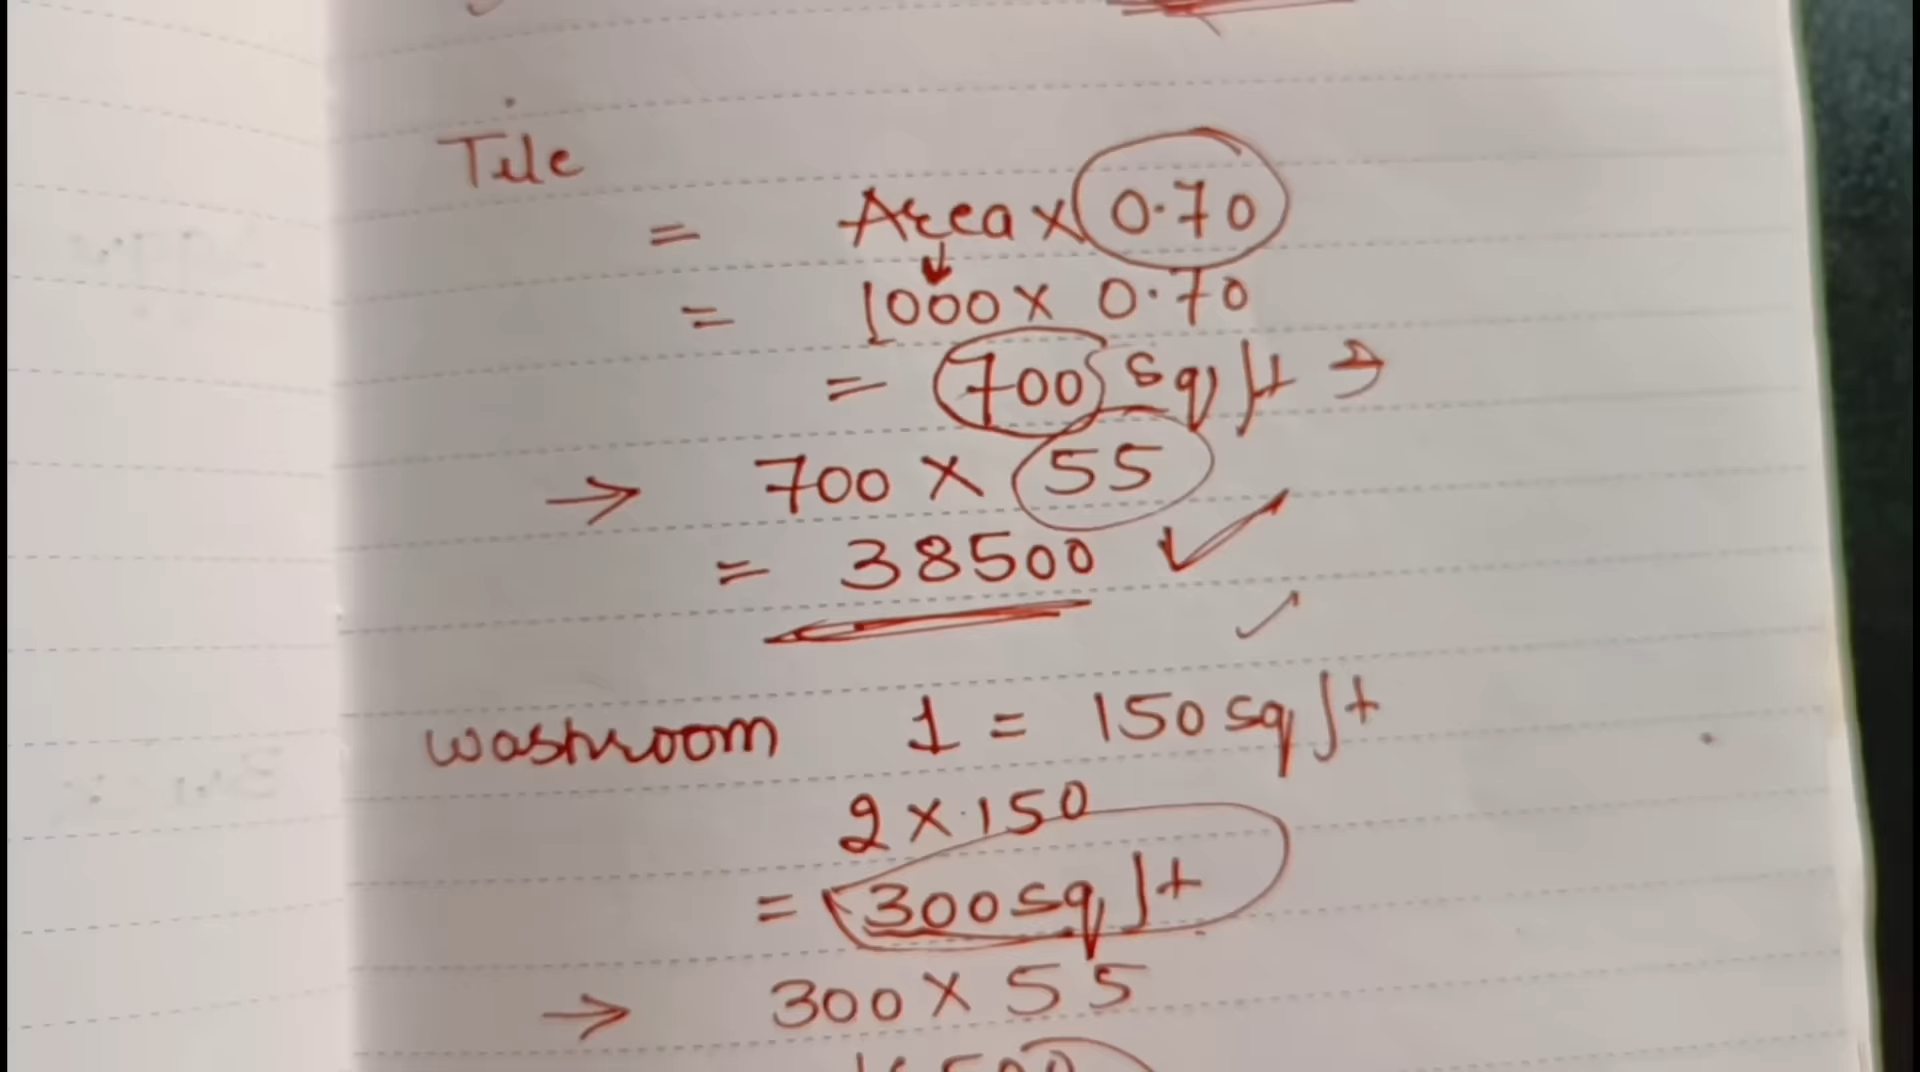 Tile
= Area × 0.70
= 1000 × 0.70
= 700 sqft →
→ 700 × 55
= 38500 ✓
✓
washroom 1 = 150 sqft
2 × 150
= 300 sqft
→ 300 × 55